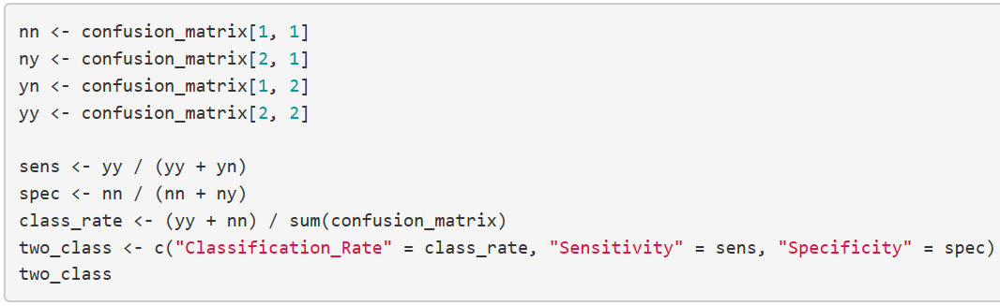 nn <- confusion_matrix[1, 1]
ny <- confusion_matrix[2, 1]
yn <- confusion_matrix[1, 2]
yy <- confusion_matrix[2, 2]
sens <- yy / (yy + yn)
spec <- nn / (nn + ny)
class_rate <- (yy + nn) / sum(confusion_matrix)
two_class <- c("Classification_Rate" = class_rate, "Sensitivity" = sens, "Specificity" = spec)
two_class